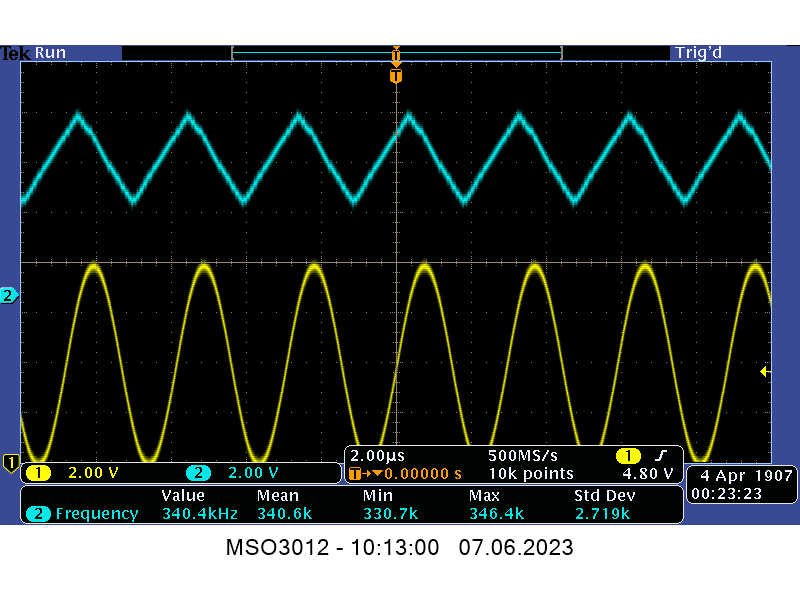 Tek Run Trig'd
T
T
2
1
1 2.00 V 2 2.00 V
2.00µs 500MS/s 1
T→▼0.00000 s 10k points 4.80 V
4 Apr 1907
00:23:23
Value Mean Min Max Std Dev
2 Frequency 340.4kHz 340.6k 330.7k 346.4k 2.719k
MSO3012 - 10:13:00 07.06.2023